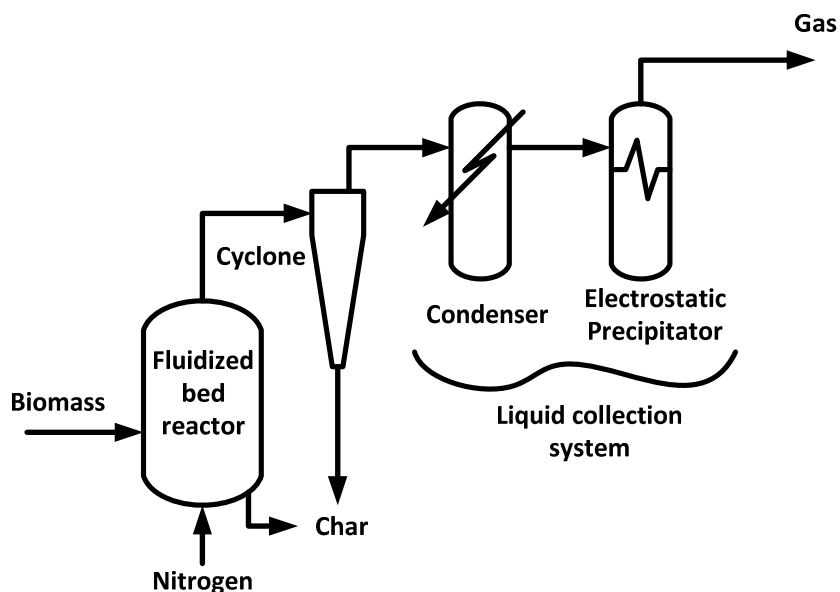 Gas
Cyclone
Electrostatic
Precipitator
Condenser
Fluidized
bed
reactor
Biomass
Liquid collection
system
Char
Nitrogen